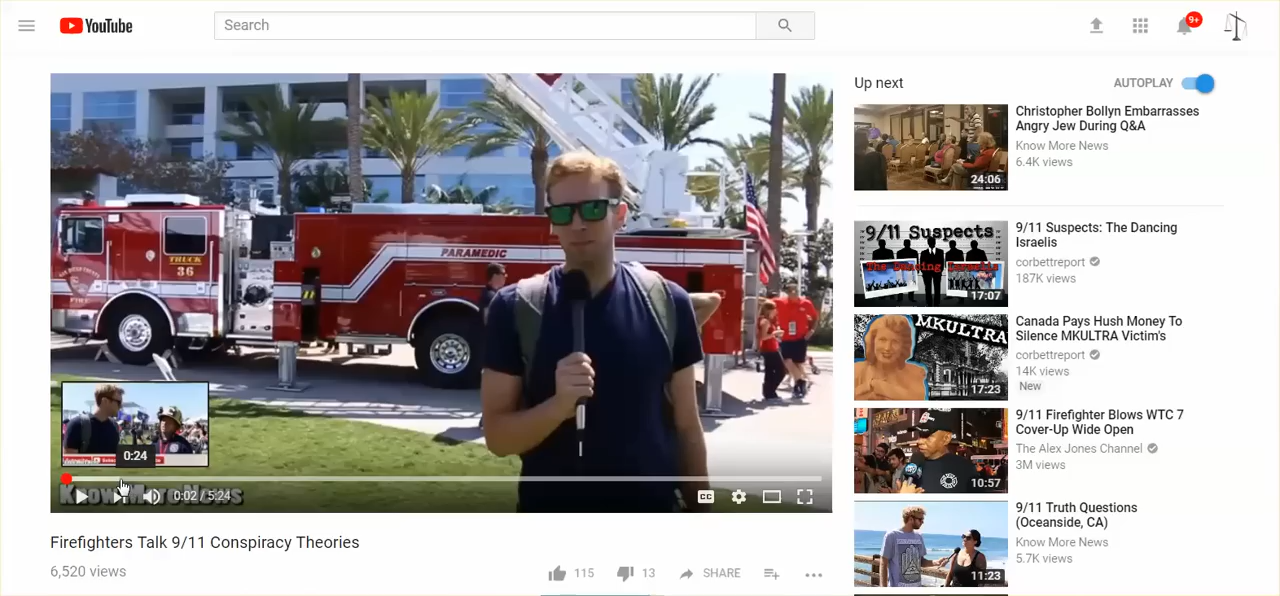 YouTube
Search
9+
PARAMEDIC
TRUCK
36
0:24
KnowMoreNews
0:02 / 5:24
CC
Firefighters Talk 9/11 Conspiracy Theories
6,520 views
115
13
SHARE
Up next
AUTOPLAY
24:06
Christopher Bollyn Embarrasses
Angry Jew During Q&A
Know More News
6.4K views
9/11 Suspects
The Dancing Israelis
17:07
9/11 Suspects: The Dancing
Israelis
corbettreport
187K views
MKULTRA
17:23
Canada Pays Hush Money To
Silence MKULTRA Victim's
corbettreport
14K views
New
10:57
9/11 Firefighter Blows WTC 7
Cover-Up Wide Open
The Alex Jones Channel
3M views
11:23
9/11 Truth Questions
(Oceanside, CA)
Know More News
5.7K views